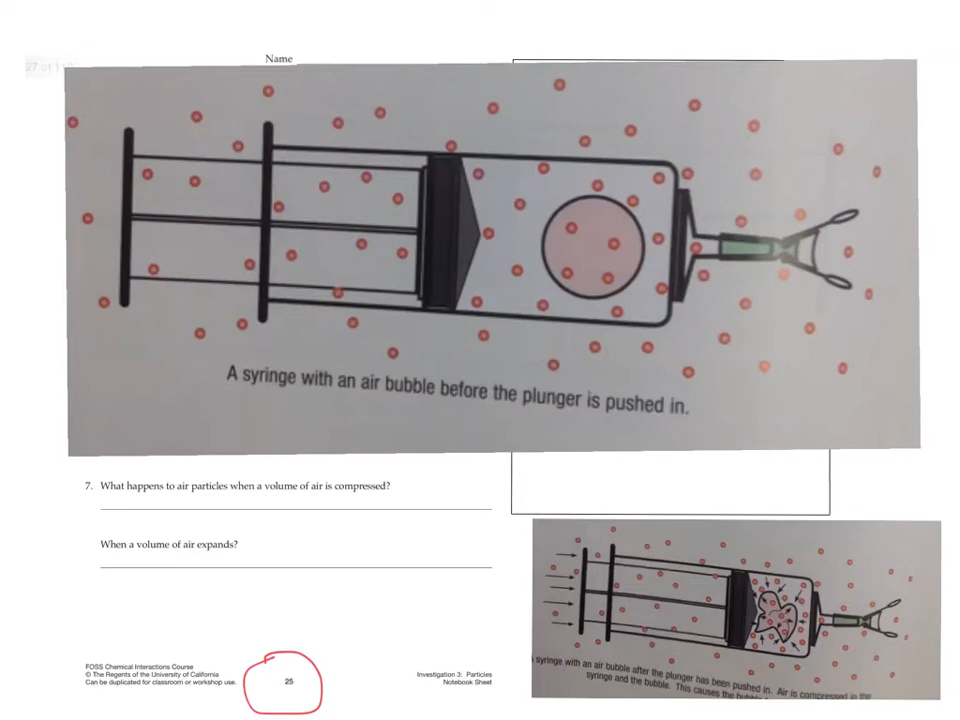 Name
27 of 11
A syringe with an air bubble before the plunger is pushed in.
7. What happens to air particles when a volume of air is compressed?
When a volume of air expands?
syringe with an air bubble after the plunger has been pushed in. Air is compressed in the
syringe and the bubble. This causes the
FOSS Chemical Interactions Course
© The Regents of the University of California
Can be duplicated for classroom or workshop use.
25
Investigation 3: Particles
Notebook Sheet